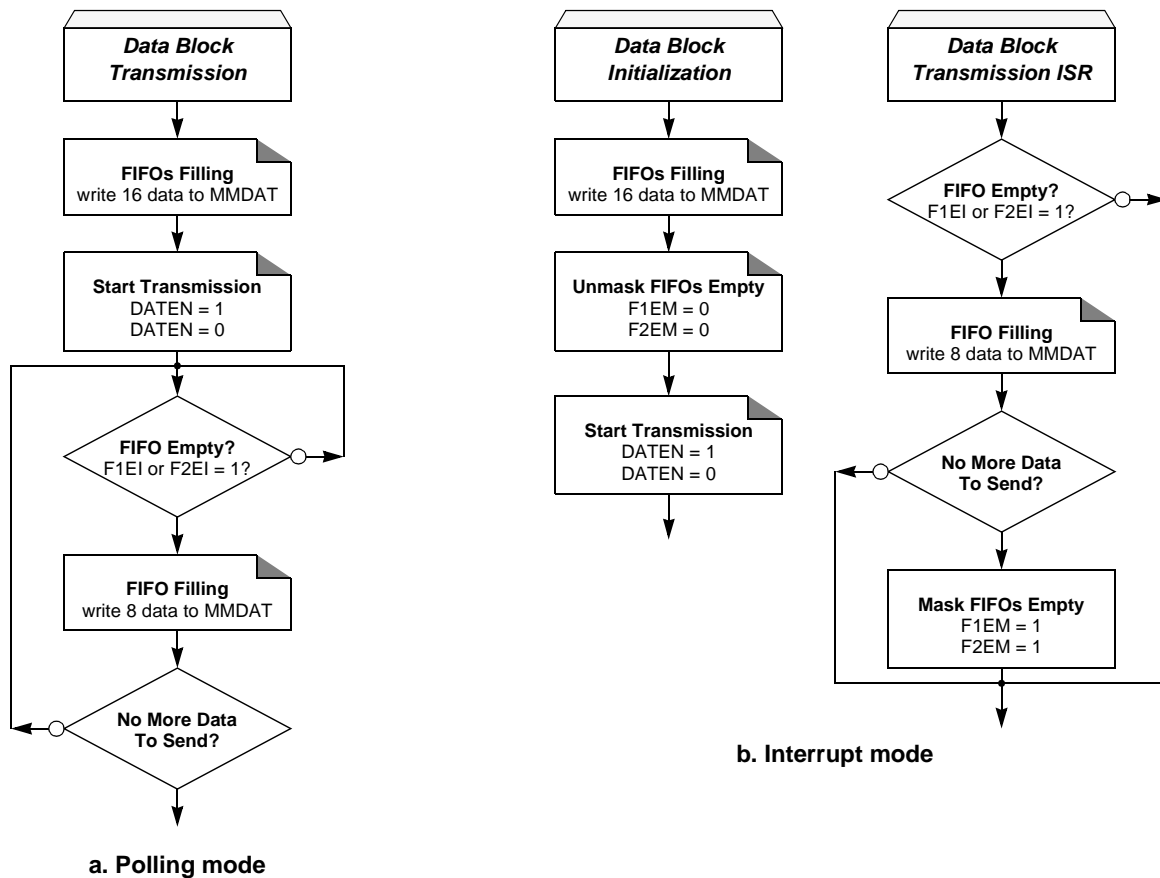 Data Block
Transmission
FIFOs Filling
write 16 data to MMDAT
Start Transmission
DATEN = 1
DATEN = 0
FIFO Empty?
F1EI or F2EI = 1?
FIFO Filling
write 8 data to MMDAT
No More Data
To Send?
a. Polling mode
Data Block
Initialization
FIFOs Filling
write 16 data to MMDAT
Unmask FIFOs Empty
F1EM = 0
F2EM = 0
Start Transmission
DATEN = 1
DATEN = 0
Data Block
Transmission ISR
FIFO Empty?
F1EI or F2EI = 1?
FIFO Filling
write 8 data to MMDAT
No More Data
To Send?
Mask FIFOs Empty
F1EM = 1
F2EM = 1
b. Interrupt mode